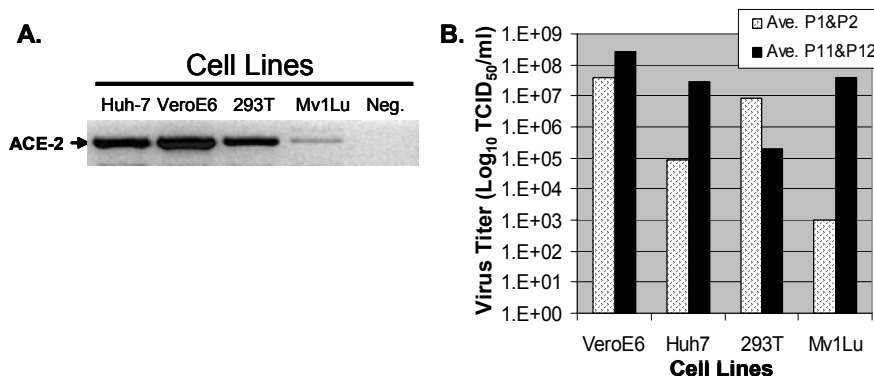 A.
Cell Lines
Huh-7 VeroE6 293T Mv1Lu Neg.
ACE-2
B.
Ave. P1&P2
Ave. P11&P12
Virus Titer (Log10 TCID50/ml)
1.E+09
1.E+08
1.E+07
1.E+06
1.E+05
1.E+04
1.E+03
1.E+02
1.E+01
1.E+00
VeroE6 Huh7 293T Mv1Lu
Cell Lines